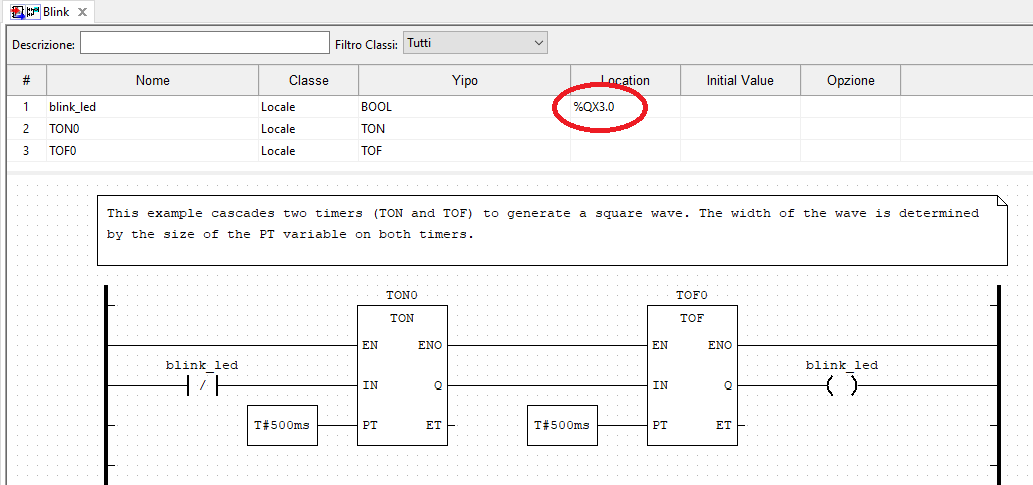 Blink
Descrizione: Filtro Classi: Tutti
# Nome Classe Yipo Location Initial Value Opzione
1 blink_led Locale BOOL %QX3.0
2 TON0 Locale TON
3 TOF0 Locale TOF
This example cascades two timers (TON and TOF) to generate a square wave. The width of the wave is determined
by the size of the PT variable on both timers.
TON0 TOF0
TON TOF
EN ENO EN ENO
blink_led blink_led
/ IN Q IN Q
T#500ms PT ET T#500ms PT ET